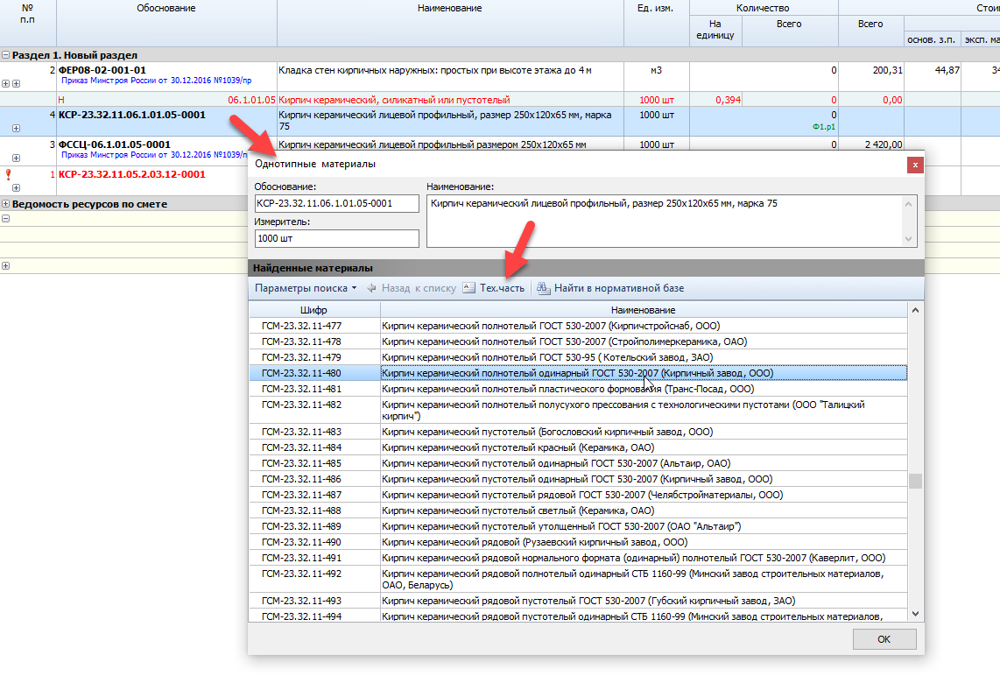 № п.п
Обоснование
Наименование
Ед. изм.
Количество
Стоим
На единицу
Всего
Всего
основ. з.п.
эксп. ма
Раздел 1. Новый раздел
2 ФЕР08-02-001-01 Кладка стен кирпичных наружных: простых при высоте этажа до 4 м м3 0 200,31 44,87 34
Приказ Минстроя России от 30.12.2016 №1039/пр
Н 06.1.01.05 Кирпич керамический, силикатный или пустотелый 1000 шт 0,394 0 0,00
4 КСР-23.32.11.06.1.01.05-0001 Кирпич керамический лицевой профильный, размер 250х120х65 мм, марка 1000 шт 0
75 Ф1.р1
3 ФССЦ-06.1.01.05-0001 Кирпич керамический лицевой профильный размером 250х120х65 мм 1000 шт 0 2 420,00
Приказ Минстроя России от 30.12.2016 №1039/п
1 КСР-23.32.11.05.2.03.12-0001
Ведомость ресурсов по смете
Однотипные материалы
x
Обоснование:
Наименование:
КСР-23.32.11.06.1.01.05-0001
Кирпич керамический лицевой профильный, размер 250х120х65 мм, марка 75
Измеритель:
1000 шт
Найденные материалы
Параметры поиска Назад к списку Тех.часть Найти в нормативной базе
Шифр Наименование
ГСМ-23.32.11-477 Кирпич керамический полнотелый ГОСТ 530-2007 (Кирпичстройснаб, ООО)
ГСМ-23.32.11-478 Кирпич керамический полнотелый ГОСТ 530-2007 (Стройполимеркерамика, ОАО)
ГСМ-23.32.11-479 Кирпич керамический полнотелый ГОСТ 530-95 ( Котельский завод, ЗАО)
ГСМ-23.32.11-480 Кирпич керамический полнотелый одинарный ГОСТ 530-2007 (Кирпичный завод, ООО)
ГСМ-23.32.11-481 Кирпич керамический полнотелый пластического формования (Транс-Посад, ООО)
ГСМ-23.32.11-482 Кирпич керамический полнотелый полусухого прессования с технологическими пустотами (ООО "Талицкий
кирпич")
ГСМ-23.32.11-483 Кирпич керамический пустотелый (Богословский кирпичный завод, ООО)
ГСМ-23.32.11-484 Кирпич керамический пустотелый красный (Керамика, ОАО)
ГСМ-23.32.11-485 Кирпич керамический пустотелый одинарный ГОСТ 530-2007 (Альтаир, ОАО)
ГСМ-23.32.11-486 Кирпич керамический пустотелый одинарный ГОСТ 530-2007 (Кирпичный завод, ООО)
ГСМ-23.32.11-487 Кирпич керамический пустотелый рядовой ГОСТ 530-2007 (Челябстройматериалы, ООО)
ГСМ-23.32.11-488 Кирпич керамический пустотелый светлый (Керамика, ОАО)
ГСМ-23.32.11-489 Кирпич керамический пустотелый утолщенный ГОСТ 530-2007 (ОАО "Альтаир")
ГСМ-23.32.11-490 Кирпич керамический рядовой (Рузаевский кирпичный завод, ООО)
ГСМ-23.32.11-491 Кирпич керамический рядовой нормального формата (одинарный) полнотелый ГОСТ 530-2007 (Каверлит, ООО)
ГСМ-23.32.11-492 Кирпич керамический рядовой полнотелый одинарный СТБ 1160-99 (Минский завод строительных материалов,
ОАО, Беларусь)
ГСМ-23.32.11-493 Кирпич керамический рядовой пустотелый ГОСТ 530-2007 (Губский кирпичный завод, ЗАО)
ГСМ-23.32.11-494 Кирпич керамический рядовой пустотелый одинарный СТБ 1160-99 (Минский завод строительных материалов,
ОК